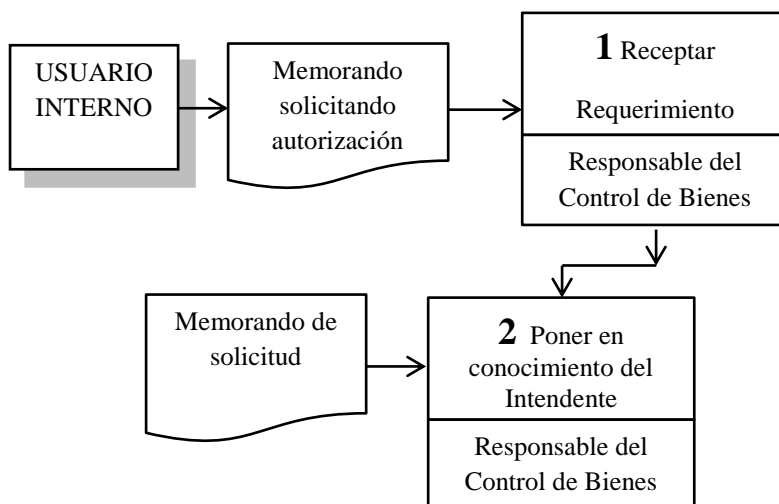 USUARIO
INTERNO
Memorando
solicitando
autorización
1 Receptar
Requerimiento
Responsable del
Control de Bienes
Memorando de
solicitud
2 Poner en
conocimiento del
Intendente
Responsable del
Control de Bienes